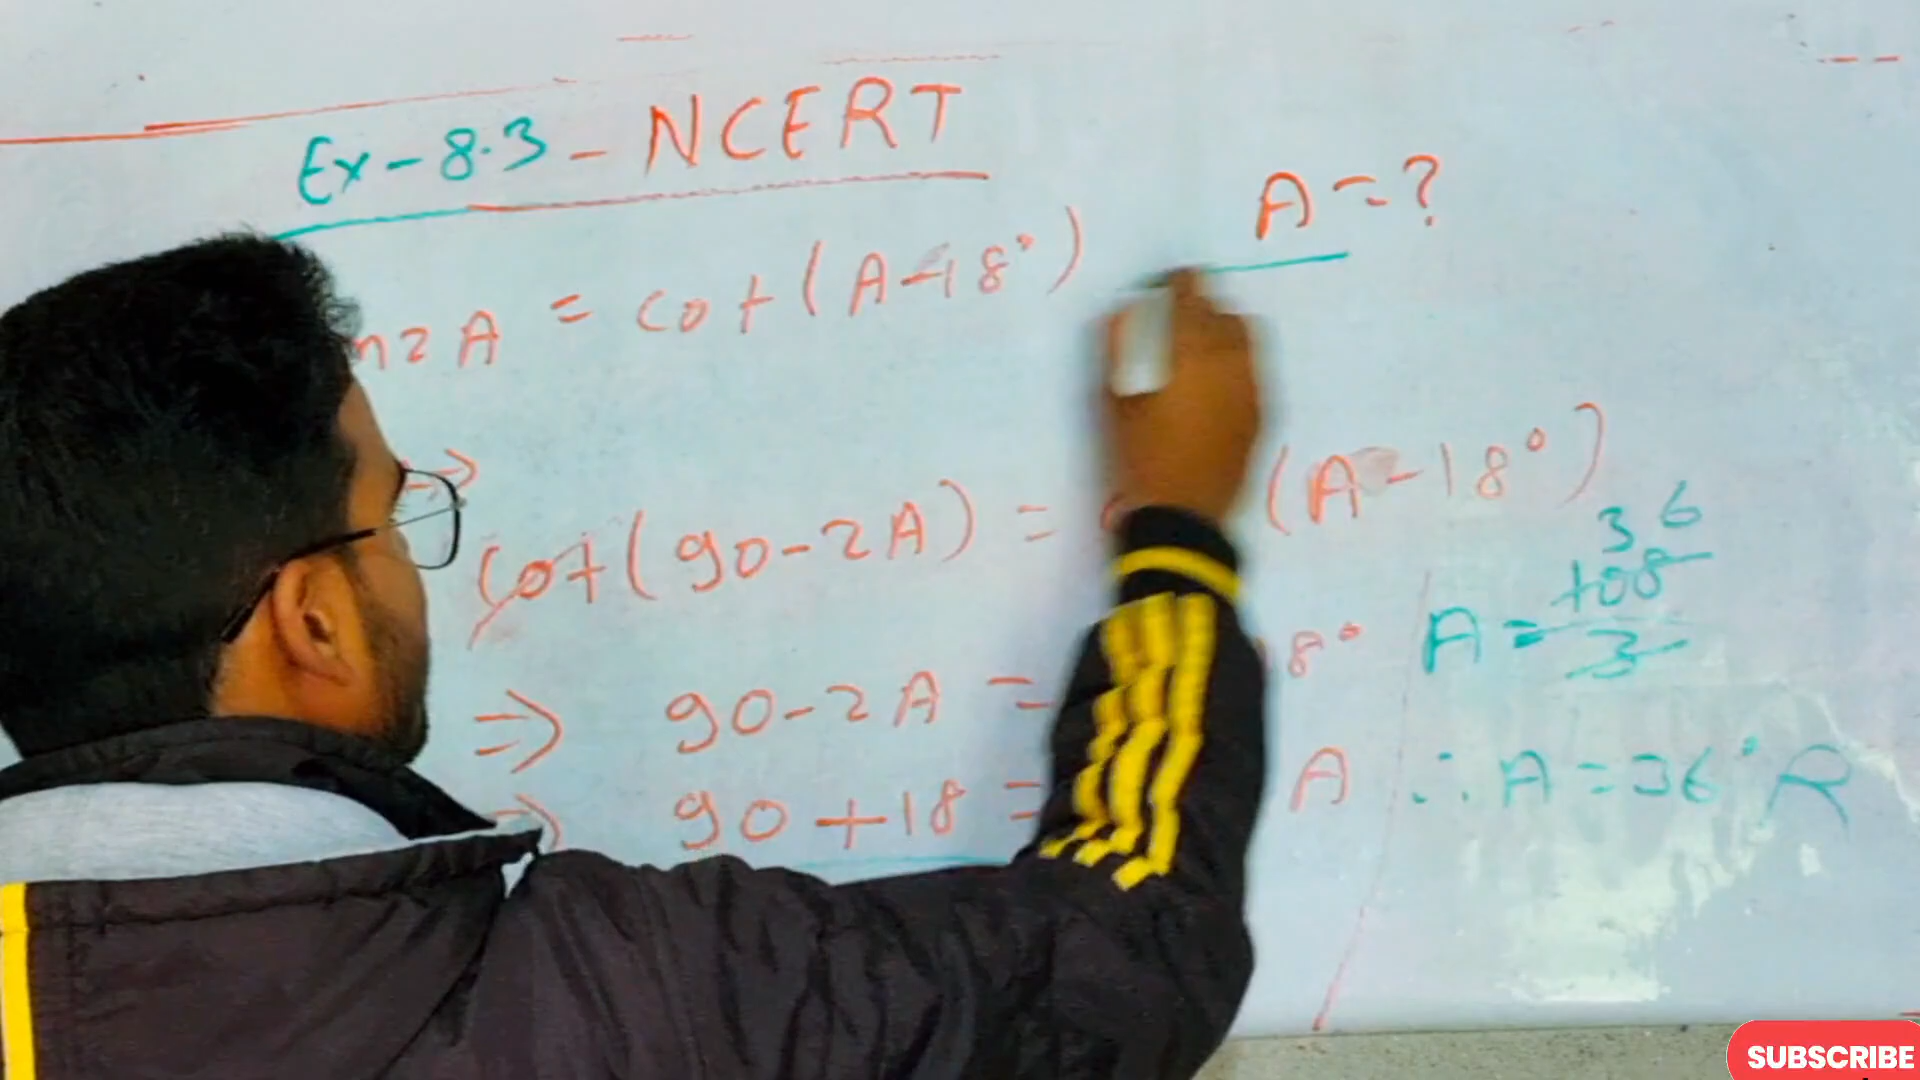 Ex-8.3-NCERT
A=?
n2A = cot(A-18°)
⇒
cot(90-2A) = (A-18°)
36
108
A=
3
⇒ 90-2A = 8°
⇒ 90+18 = A
∴ A=36° R
SUBSCRIBE